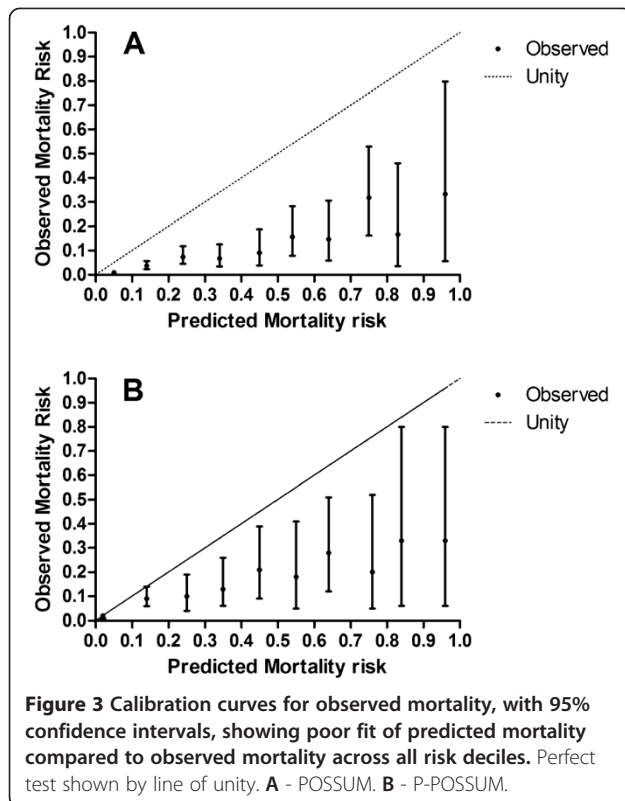 A
Observed Mortality Risk
1.0
0.9
0.8
0.7
0.6
0.5
0.4
0.3
0.2
0.1
0.0
0.0 0.1 0.2 0.3 0.4 0.5 0.6 0.7 0.8 0.9 1.0
Predicted Mortality risk
Observed
Unity
B
Observed Mortality Risk
1.0
0.9
0.8
0.7
0.6
0.5
0.4
0.3
0.2
0.1
0.0
0.0 0.1 0.2 0.3 0.4 0.5 0.6 0.7 0.8 0.9 1.0
Predicted Mortality risk
Observed
Unity
Figure 3 Calibration curves for observed mortality, with 95%
confidence intervals, showing poor fit of predicted mortality
compared to observed mortality across all risk deciles. Perfect
test shown by line of unity. A - POSSUM. B - P-POSSUM.